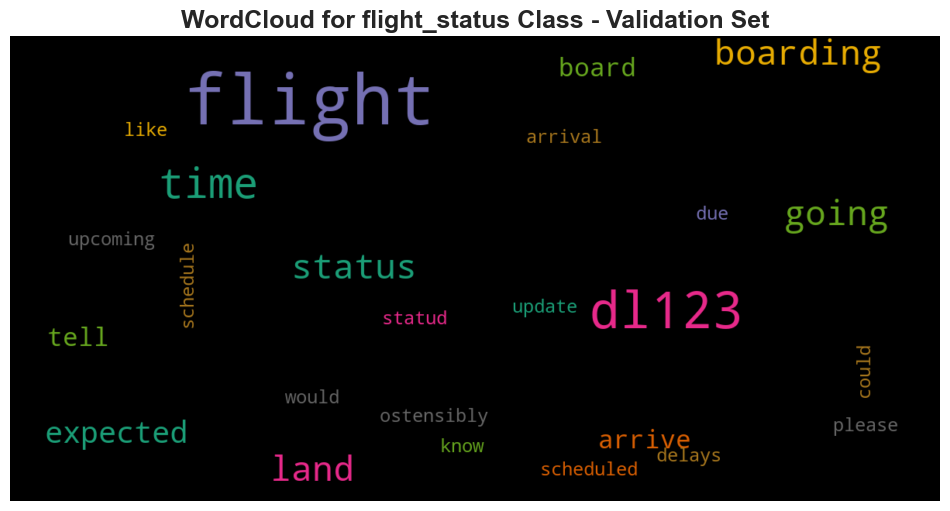 WordCloud for flight_status Class - Validation Set
boarding
board
flight
like
arrival
time
due
going
upcoming
schedule
status
update
dl123
statud
tell
could
would
ostensibly
please
expected
know
arrive
delays
land
scheduled